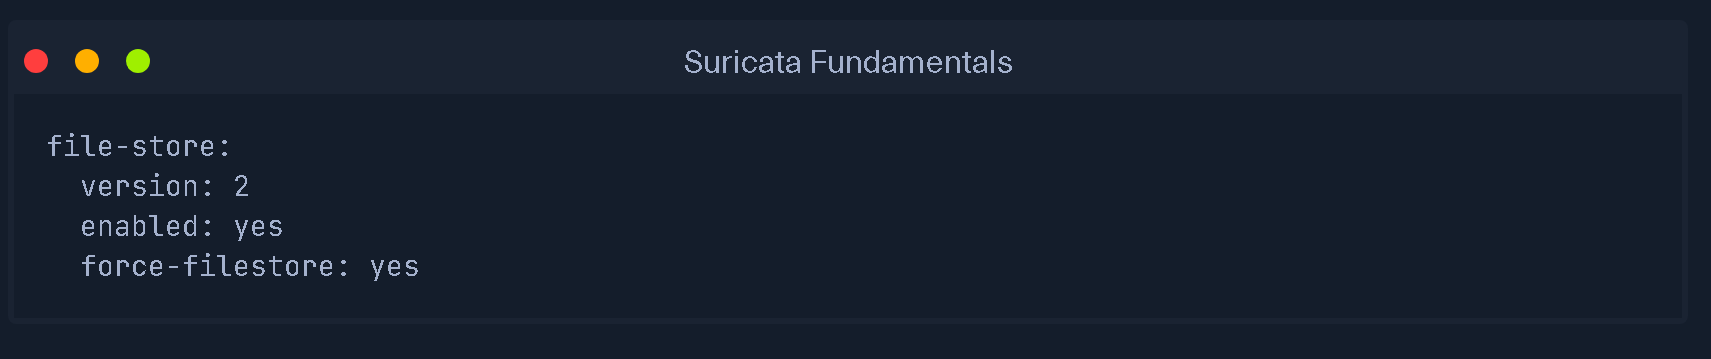 Suricata Fundamentals
file-store:
  version: 2
  enabled: yes
  force-filestore: yes